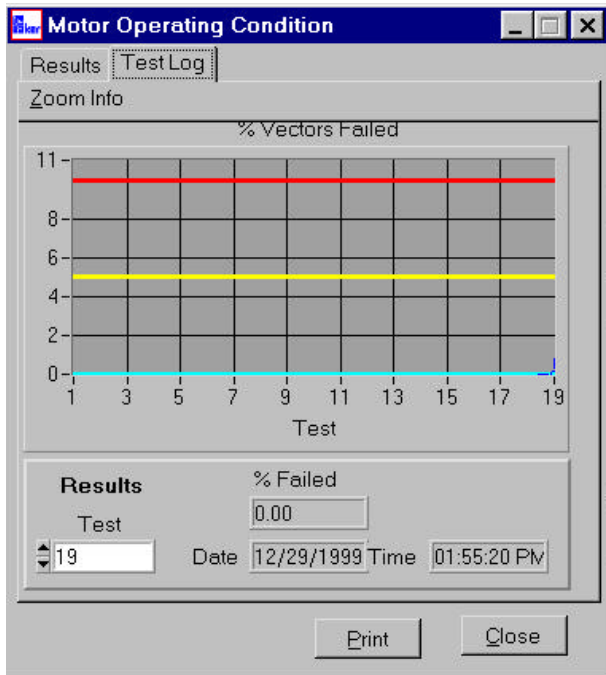 Motor Operating Condition
Results Test Log
Zoom Info
% Vectors Failed
11
8
6
4
2
0
1 3 5 7 9 11 13 15 17 19
Test
Results
% Failed
0.00
Test
19
Date 12/29/1999 Time 01:55:20 PM
Print Close